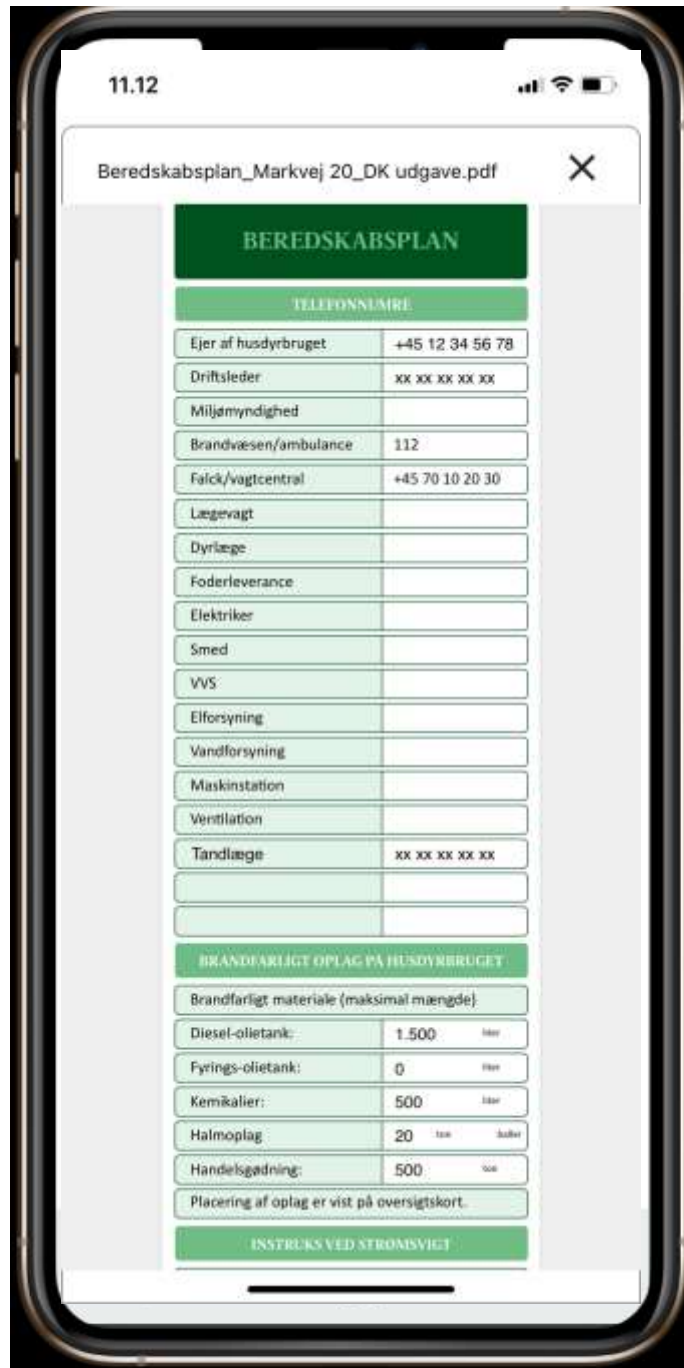 11.12
Beredskabsplan_Markvej 20_DK udgave.pdf
BEREDSKABSPLAN
TELEFONNUMRE
Ejer af husdyrbruget +45 12 34 56 78
Driftsleder xx xx xx xx xx
Miljømyndighed
Brandvæsen/ambulance 112
Falck/vagtcentral +45 70 10 20 30
Lægevagt
Dyrlæge
Foderleverance
Elektriker
Smed
VVS
Elforsyning
Vandforsyning
Maskinstation
Ventilation
Tandlæge xx xx xx xx xx
BRANDFARLIGT OPLAG PÅ HUSDYRBRUGET
Brandfarligt materiale (maksimal mængde)
Diesel-olietank: 1.500 liter
Fyrings-olietank: 0 liter
Kemikalier: 500 liter
Halmoplag 20 ton baller
Handelsgødning: 500 ton
Placering af oplag er vist på oversigtskort.
INSTRUKS VED STRØMSVIGT